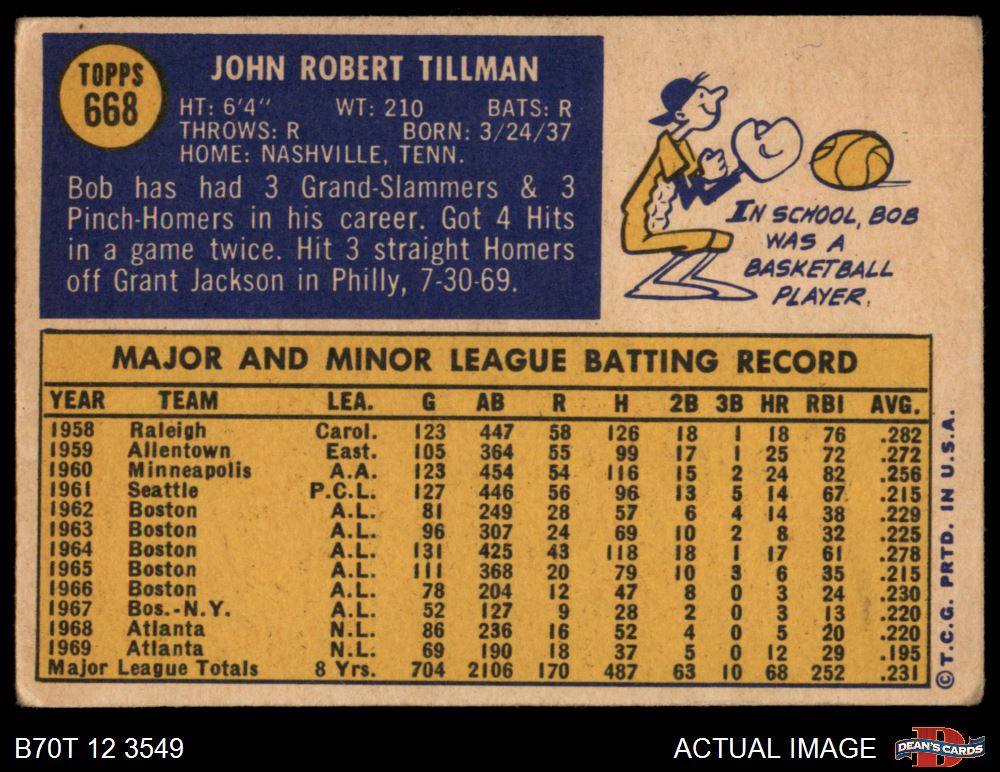 TOPPS
668
JOHN ROBERT TILLMAN
HT: 6'4" WT: 210 BATS: R
THROWS: R BORN: 3/24/37
HOME: NASHVILLE, TENN.
Bob has had 3 Grand-Slammers & 3
Pinch-Homers in his career. Got 4 Hits
in a game twice. Hit 3 straight Homers
off Grant Jackson in Philly, 7-30-69.
IN SCHOOL, BOB
WAS A
BASKETBALL
PLAYER.
MAJOR AND MINOR LEAGUE BATTING RECORD
YEAR TEAM LEA. G AB R H 2B 3B HR RBI AVG.
1958 Raleigh Carol. 123 447 58 126 18 1 18 76 .282
1959 Allentown East. 105 364 55 99 17 1 25 72 .272
1960 Minneapolis A.A. 123 454 54 116 15 2 24 82 .256
1961 Seattle P.C.L. 127 446 56 96 13 5 14 67 .215
1962 Boston A.L. 81 249 28 57 6 4 14 38 .229
1963 Boston A.L. 96 307 24 69 10 2 8 32 .225
1964 Boston A.L. 131 425 43 118 18 1 17 61 .278
1965 Boston A.L. 111 368 20 79 10 3 6 35 .215
1966 Boston A.L. 78 204 12 47 8 0 3 24 .230
1967 Bos.-N.Y. A.L. 52 127 9 28 2 0 3 13 .220
1968 Atlanta N.L. 86 236 16 52 4 0 5 20 .220
1969 Atlanta N.L. 69 190 18 37 5 0 12 29 .195
Major League Totals 8 Yrs. 704 2106 170 487 63 10 68 252 .231
©T.C.G. PRTD. IN U.S.A.
B70T 12 3549
ACTUAL IMAGE
DEAN'S CARDS